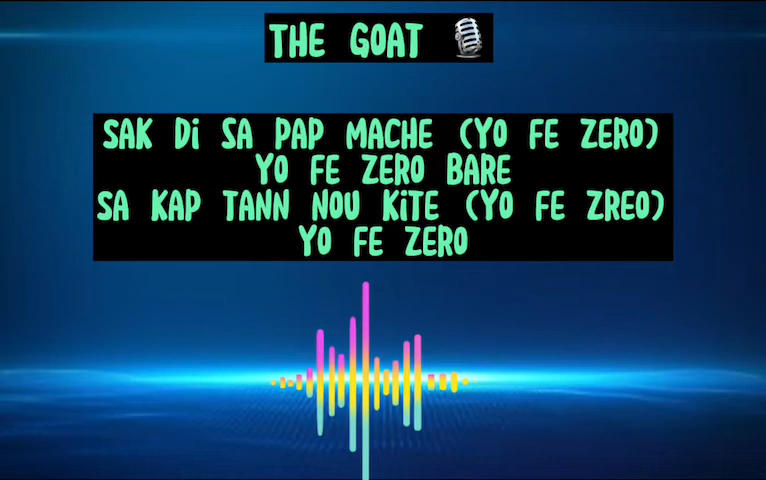 THE GOAT
SAK Di SA PAP MACHE (YO FE ZERO)
YO FE ZERO BARE
SA KAP TANN NOU KiTE (YO FE ZREO)
YO FE ZERO